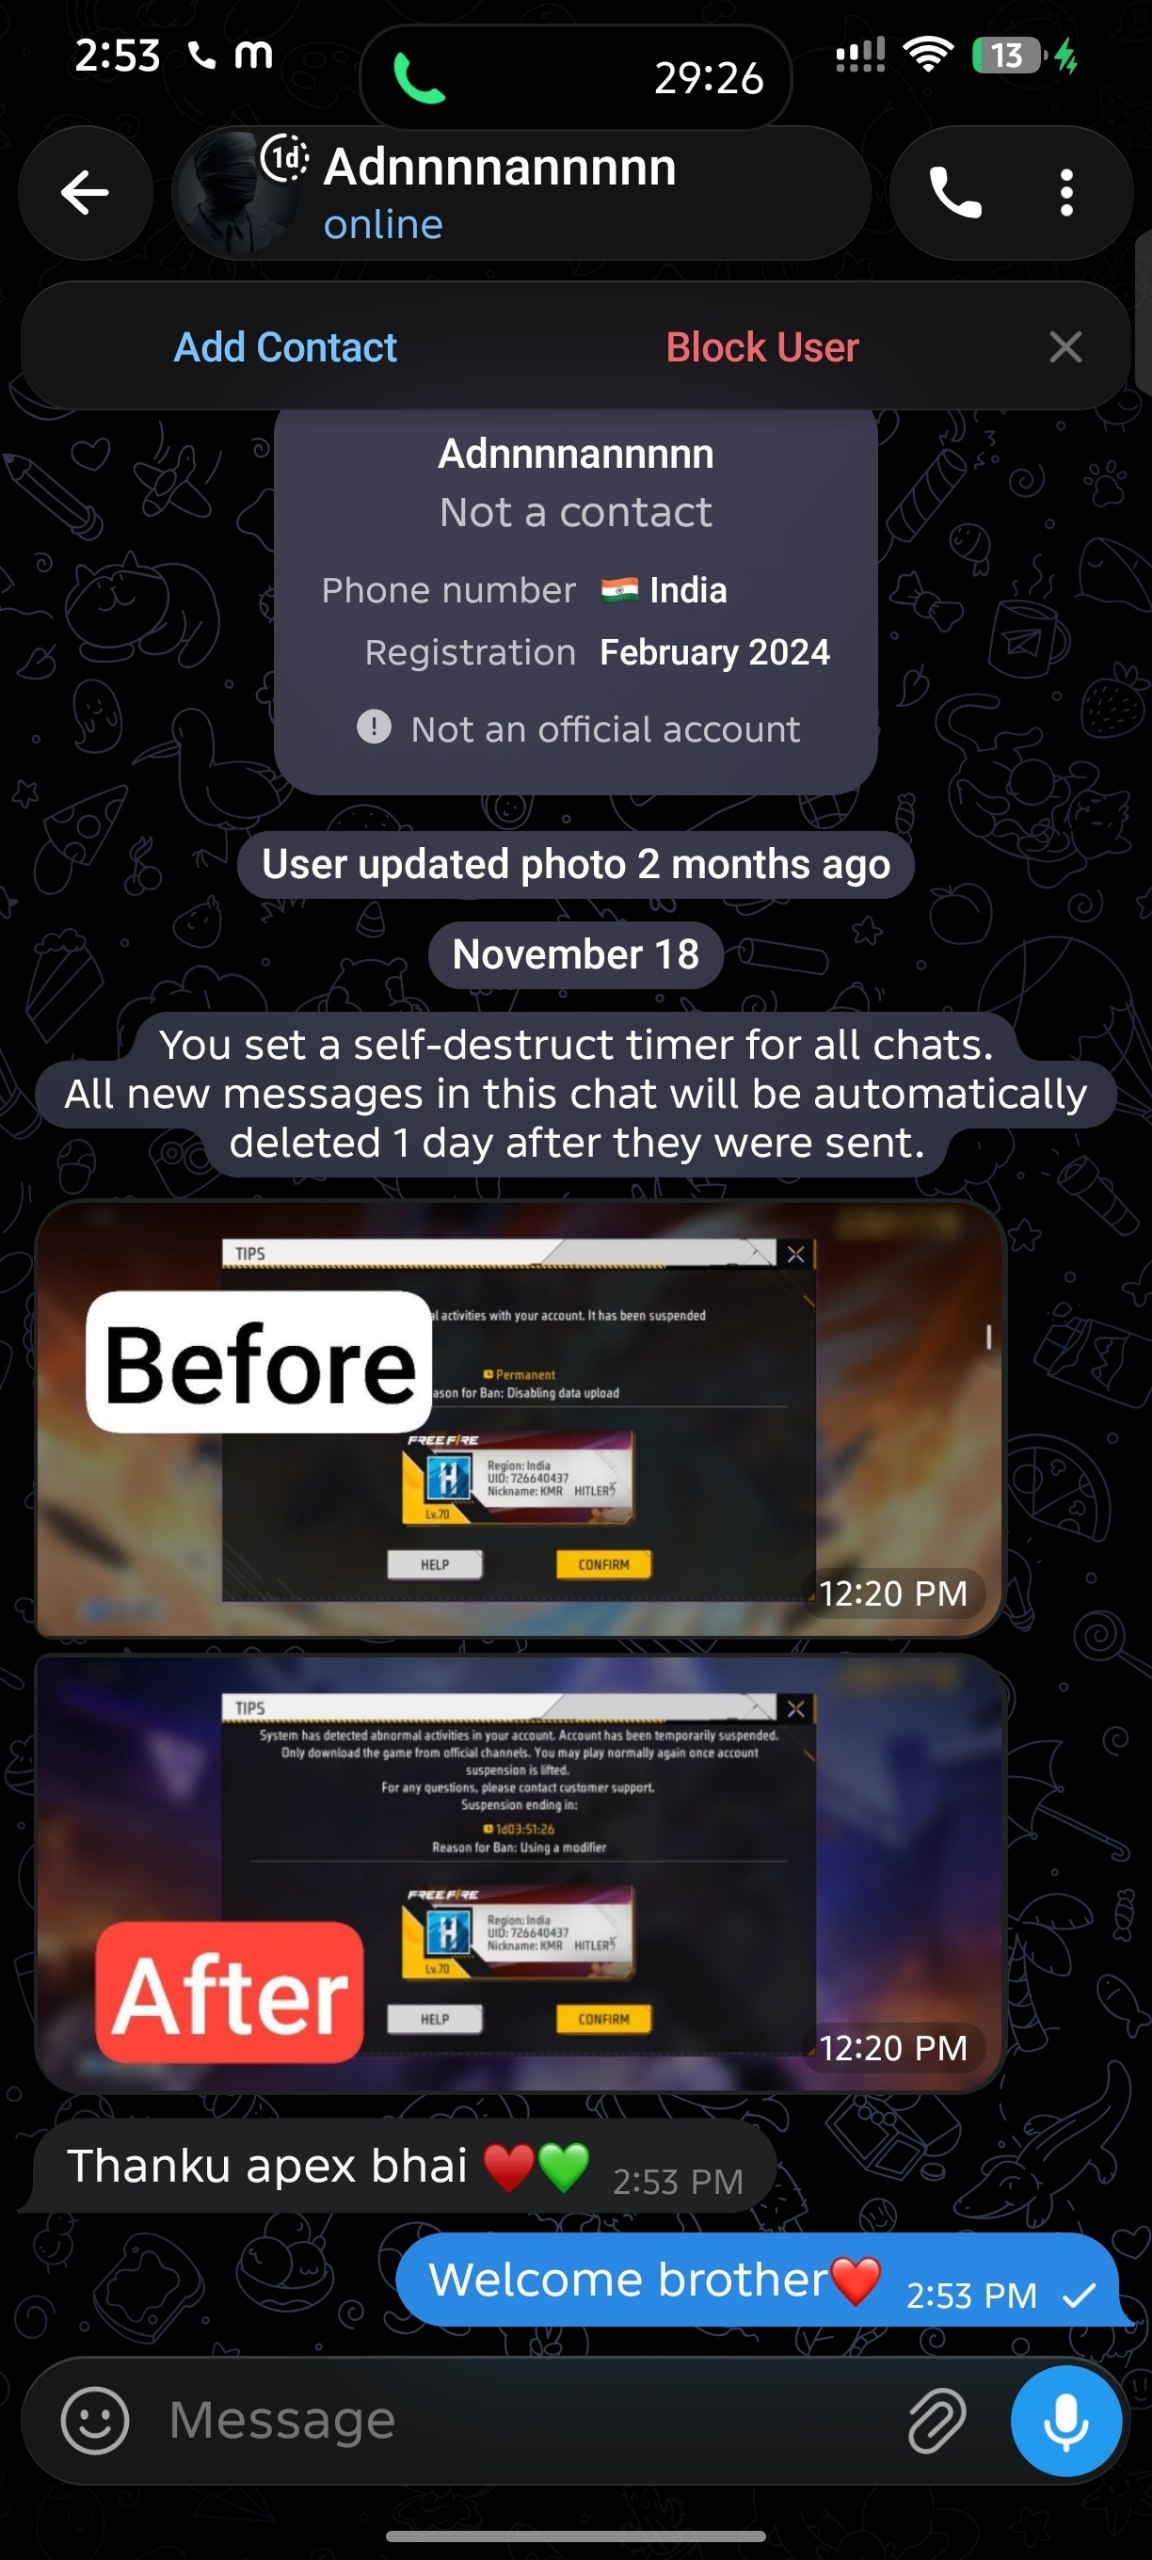 2:53
29:26
13
1d
Adnnnnannnnn
online
Add Contact
Block User
Adnnnnannnnn
Not a contact
Phone number 🇮🇳 India
Registration February 2024
Not an official account
User updated photo 2 months ago
November 18
You set a self-destruct timer for all chats.
All new messages in this chat will be automatically
deleted 1 day after they were sent.
TIPS
al activities with your account. It has been suspended
Before
Permanent
ason for Ban: Disabling data upload
FREE FIRE
Region: India
UID: 726640437
Nickname: KMR HITLER
Lv.70
HELP
CONFIRM
12:20 PM
TIPS
System has detected abnormal activities in your account. Account has been temporarily suspended.
Only download the game from official channels. You may play normally again once account
suspension is lifted.
For any questions, please contact customer support.
Suspension ending in:
1d03:51:26
Reason for Ban: Using a modifier
FREE FIRE
Region: India
UID: 726640437
Nickname: KMR HITLER
Lv.70
After
HELP
CONFIRM
12:20 PM
Thanku apex bhai ❤️💚 2:53 PM
Welcome brother❤️ 2:53 PM
Message